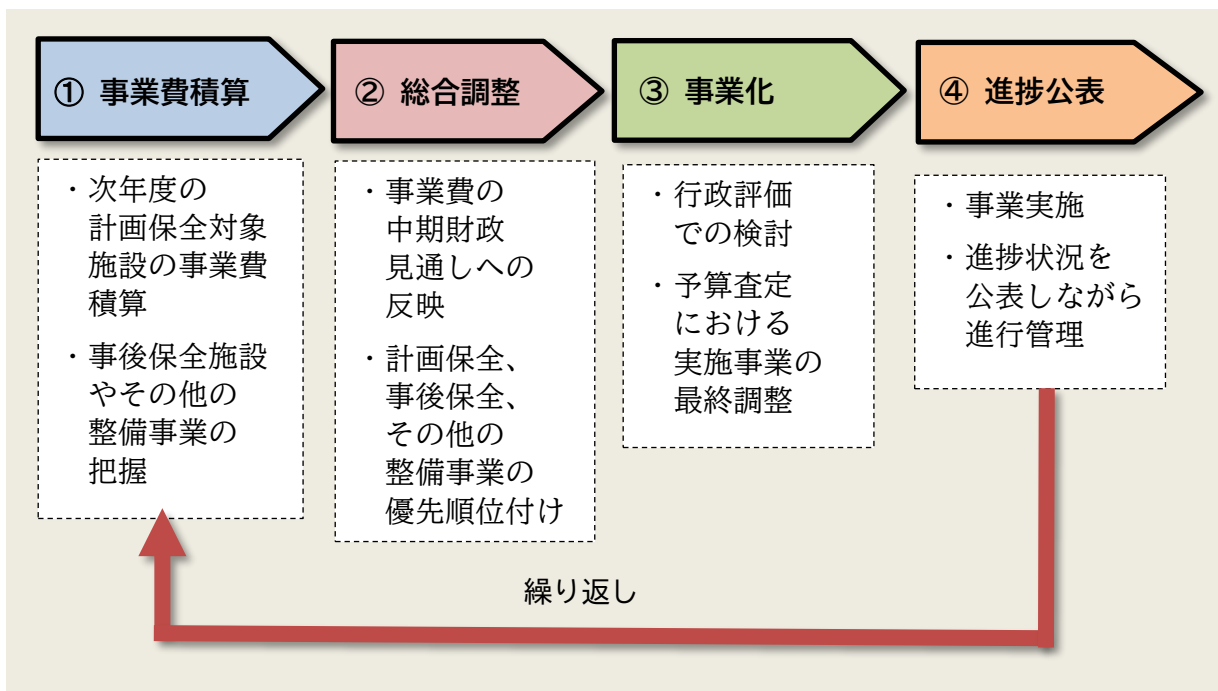 ① 事業費積算
・次年度の
計画保全対象
施設の事業費
積算
・事後保全施設
やその他の
整備事業の
把握
② 総合調整
・事業費の
中期財政
見通しへの
反映
・計画保全、
事後保全、
その他の
整備事業の
優先順位付け
③ 事業化
・行政評価
での検討
・予算査定
における
実施事業の
最終調整
④ 進捗公表
・事業実施
・進捗状況を
公表しながら
進行管理
繰り返し